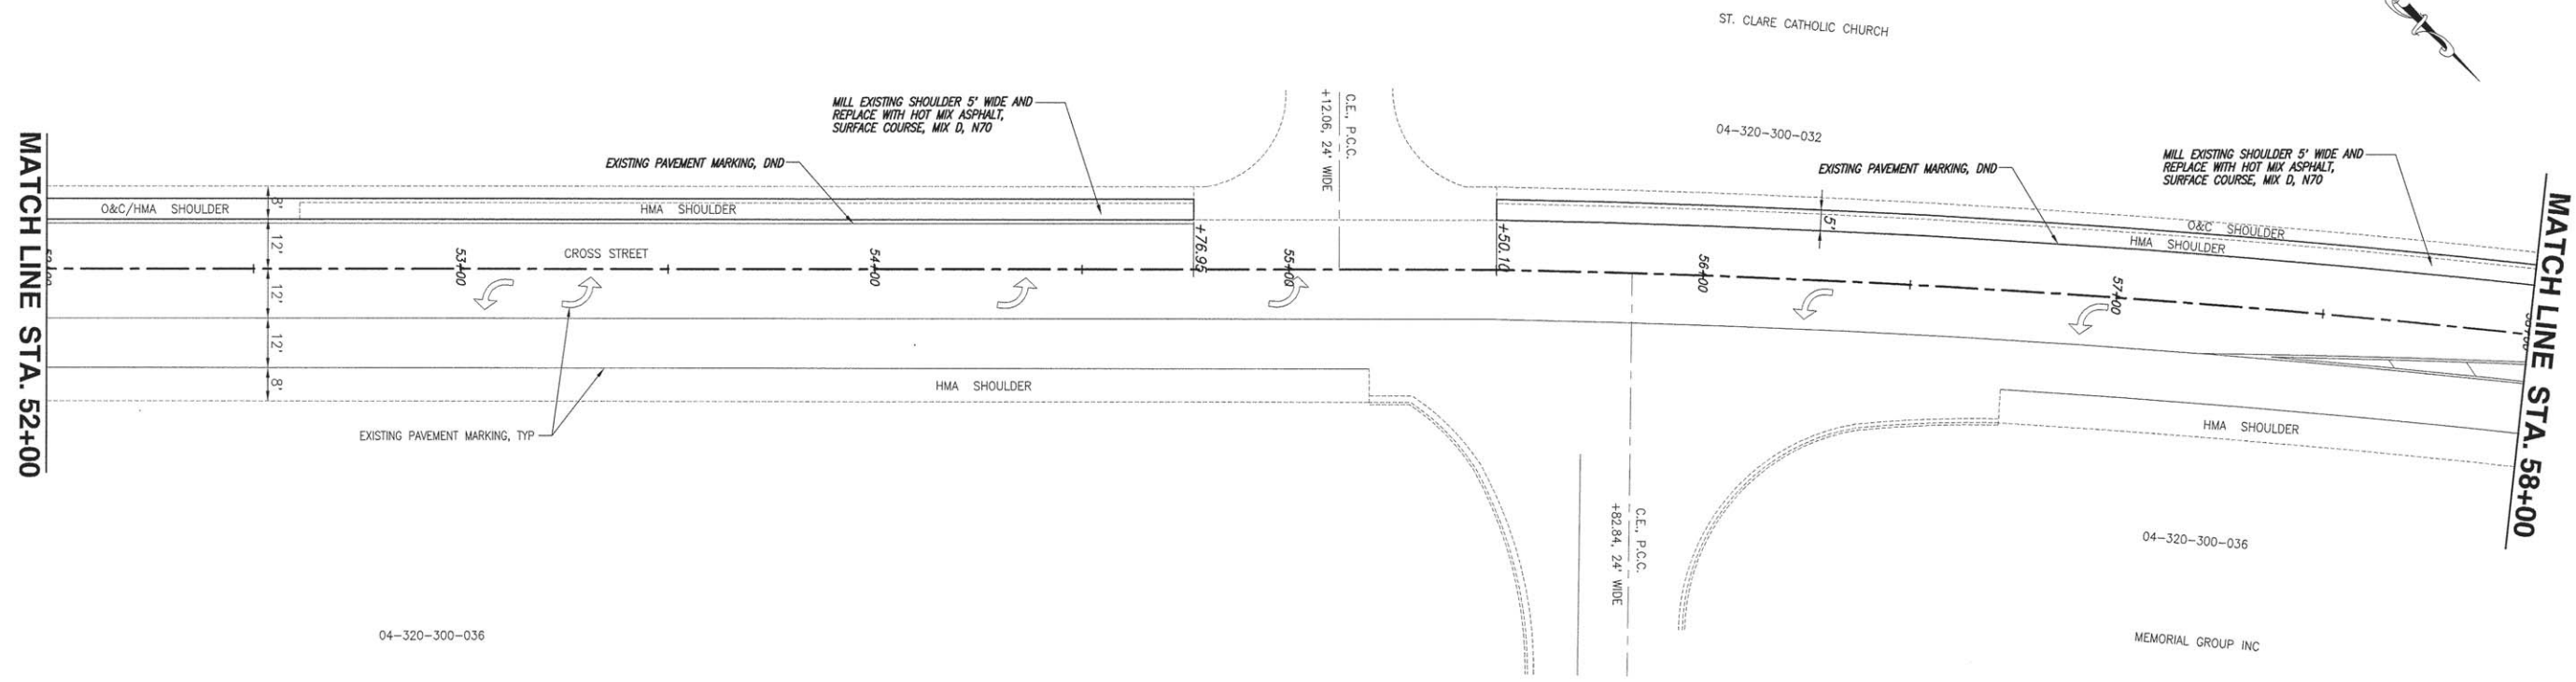 ST. CLARE CATHOLIC CHURCH
04-320-300-032
MILL EXISTING SHOULDER 5' WIDE AND
REPLACE WITH HOT MIX ASPHALT,
SURFACE COURSE, MIX D, N70
EXISTING PAVEMENT MARKING, DND
C.E., P.C.C.
+12.06, 24' WIDE
EXISTING PAVEMENT MARKING, DND
MILL EXISTING SHOULDER 5' WIDE AND
REPLACE WITH HOT MIX ASPHALT,
SURFACE COURSE, MIX D, N70
MATCH LINE STA. 52+00
O&C/HMA SHOULDER
8'
HMA SHOULDER
12'
CROSS STREET
53+00
54+00
+76.95
55+00
+50.10
56+00
5'
O&C SHOULDER
HMA SHOULDER
57+00
MATCH LINE STA. 58+00
12'
12'
8'
HMA SHOULDER
EXISTING PAVEMENT MARKING, TYP
HMA SHOULDER
C.E., P.C.C.
+82.84, 24' WIDE
04-320-300-036
04-320-300-036
MEMORIAL GROUP INC